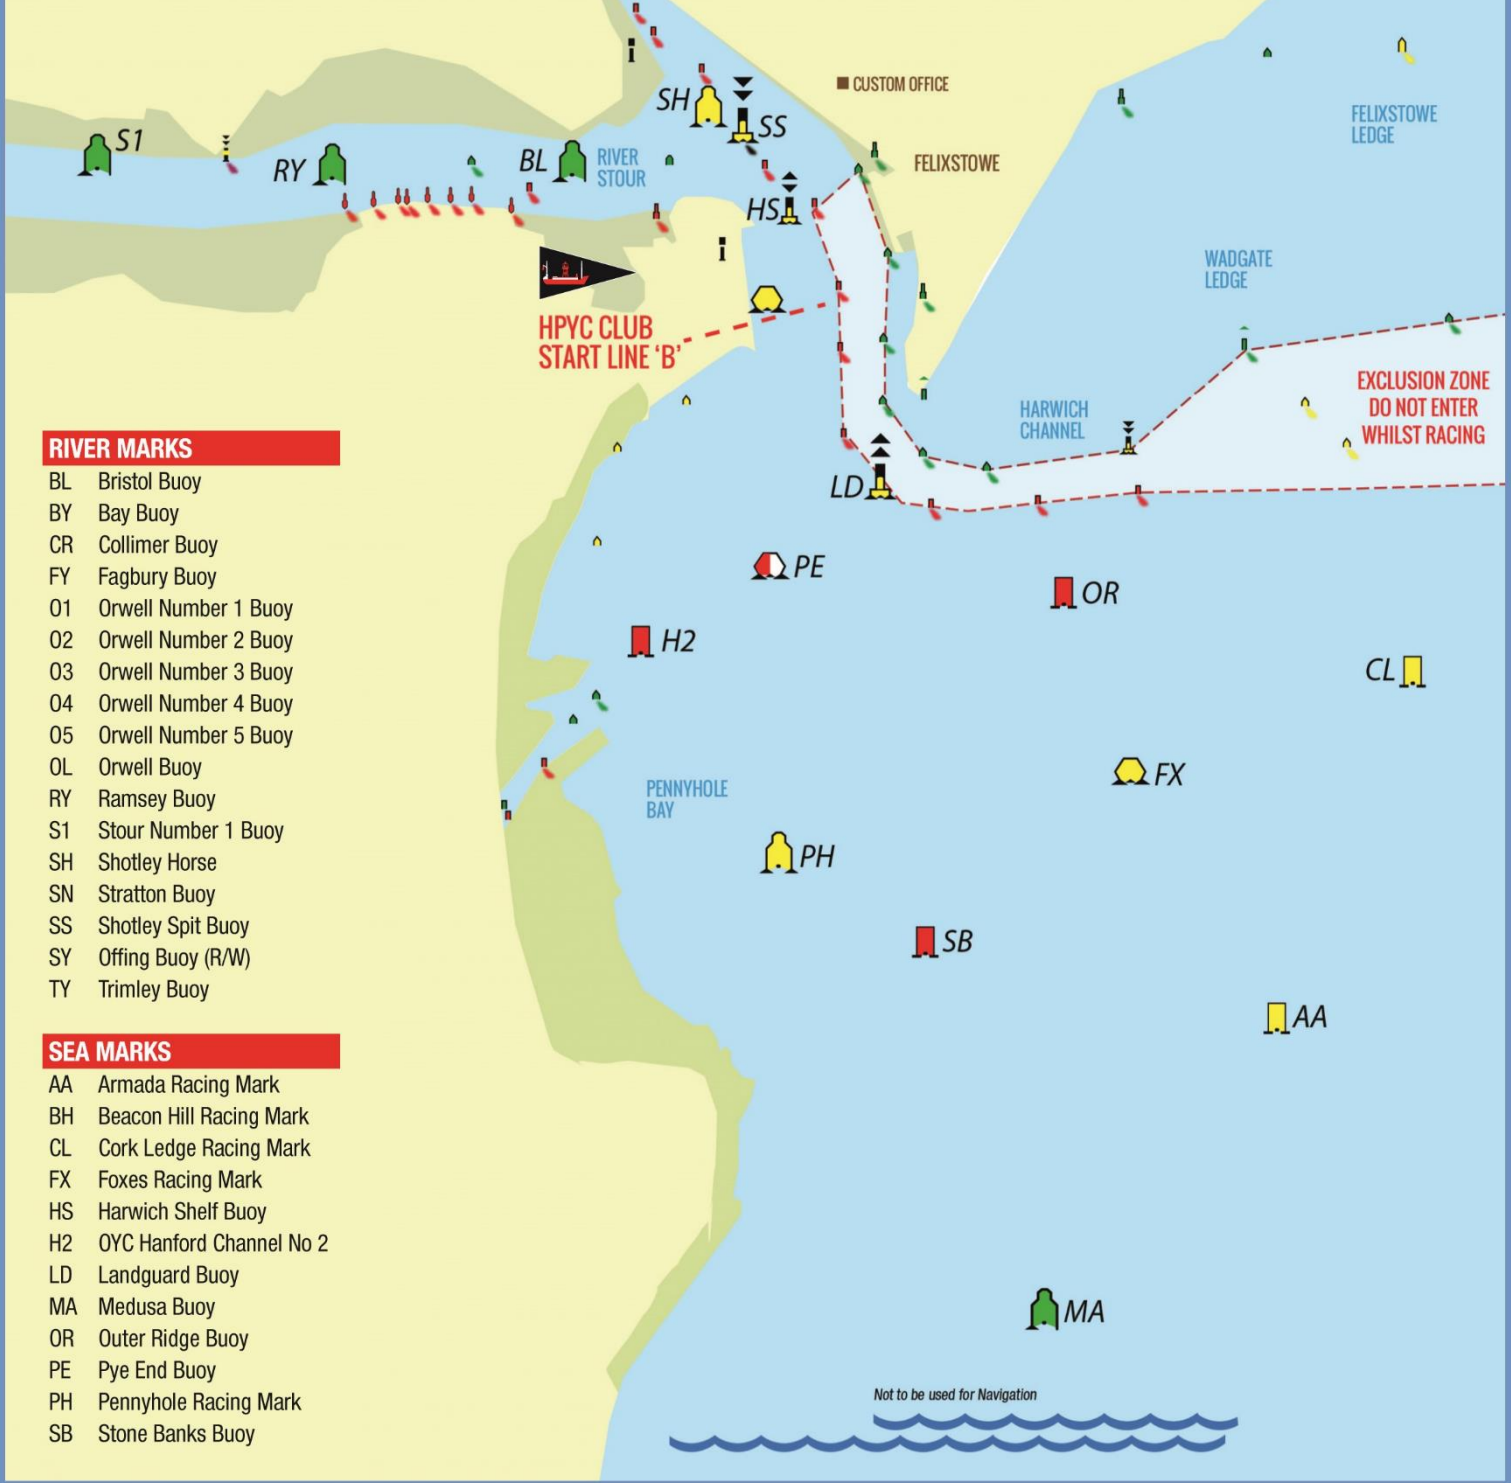 CUSTOM OFFICE
SH
SS
S1
FELIXSTOWE
LEDGE
RY
BL
RIVER
STOUR
FELIXSTOWE
HS
WADGATE
LEDGE
HPYC CLUB
START LINE ‘B’
HARWICH
CHANNEL
EXCLUSION ZONE
DO NOT ENTER
WHILST RACING
LD
PE
OR
H2
CL
FX
PENNYHOLE
BAY
PH
SB
AA
MA
Not to be used for Navigation
RIVER MARKS
BL Bristol Buoy
BY Bay Buoy
CR Collimer Buoy
FY Fagbury Buoy
O1 Orwell Number 1 Buoy
O2 Orwell Number 2 Buoy
O3 Orwell Number 3 Buoy
O4 Orwell Number 4 Buoy
O5 Orwell Number 5 Buoy
OL Orwell Buoy
RY Ramsey Buoy
S1 Stour Number 1 Buoy
SH Shotley Horse
SN Stratton Buoy
SS Shotley Spit Buoy
SY Offing Buoy (R/W)
TY Trimley Buoy
SEA MARKS
AA Armada Racing Mark
BH Beacon Hill Racing Mark
CL Cork Ledge Racing Mark
FX Foxes Racing Mark
HS Harwich Shelf Buoy
H2 OYC Hanford Channel No 2
LD Landguard Buoy
MA Medusa Buoy
OR Outer Ridge Buoy
PE Pye End Buoy
PH Pennyhole Racing Mark
SB Stone Banks Buoy